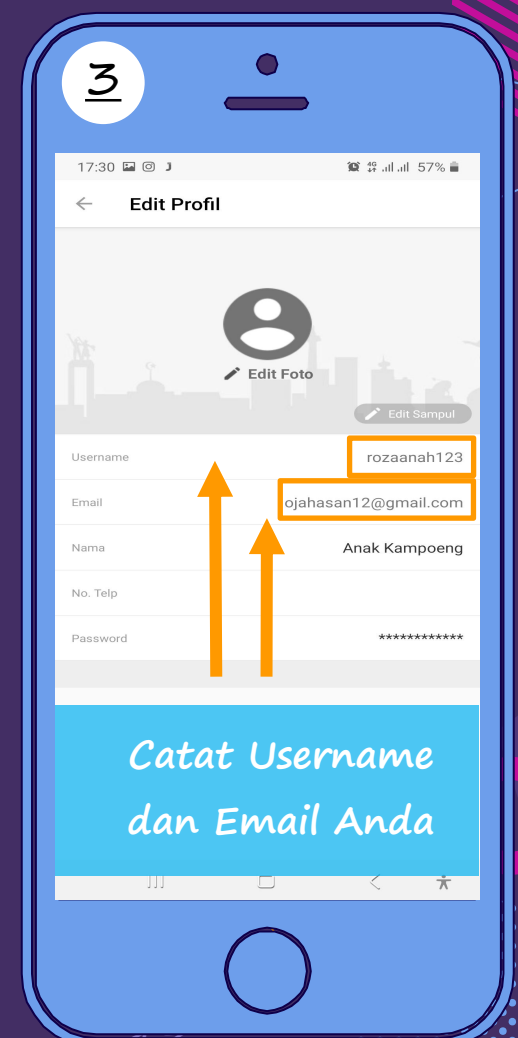 3
17:30 57%
Edit Profil
Edit Foto
Edit Sampul
Username rozaanah123
Email ojahasan12@gmail.com
Nama Anak Kampoeng
No. Telp
Password ************
Catat Username
dan Email Anda